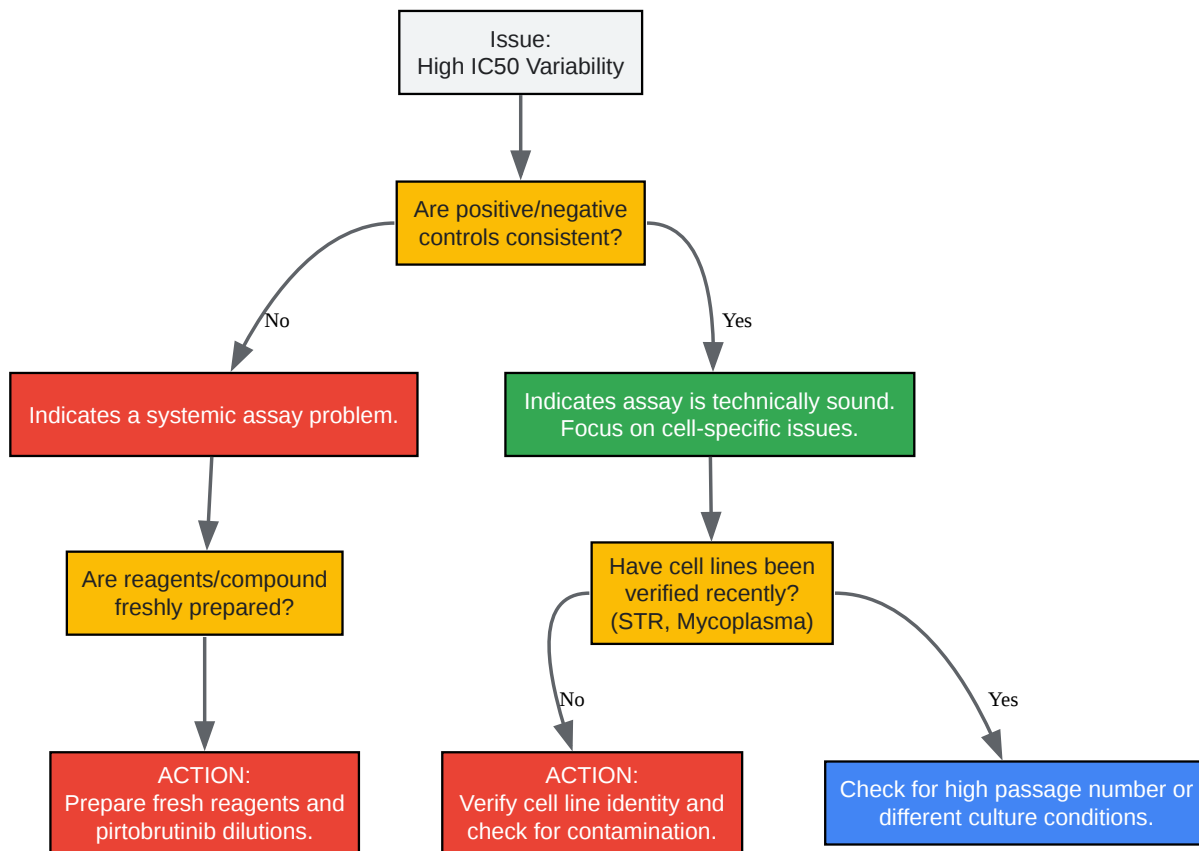 Issue:
High IC50 Variability
Are positive/negative
controls consistent?
No
Yes
Indicates a systemic assay problem.
Indicates assay is technically sound.
Focus on cell-specific issues.
Are reagents/compound
freshly prepared?
Have cell lines been
verified recently?
(STR, Mycoplasma)
No
Yes
ACTION:
Prepare fresh reagents and
pirtobrutinib dilutions.
ACTION:
Verify cell line identity and
check for contamination.
Check for high passage number or
different culture conditions.